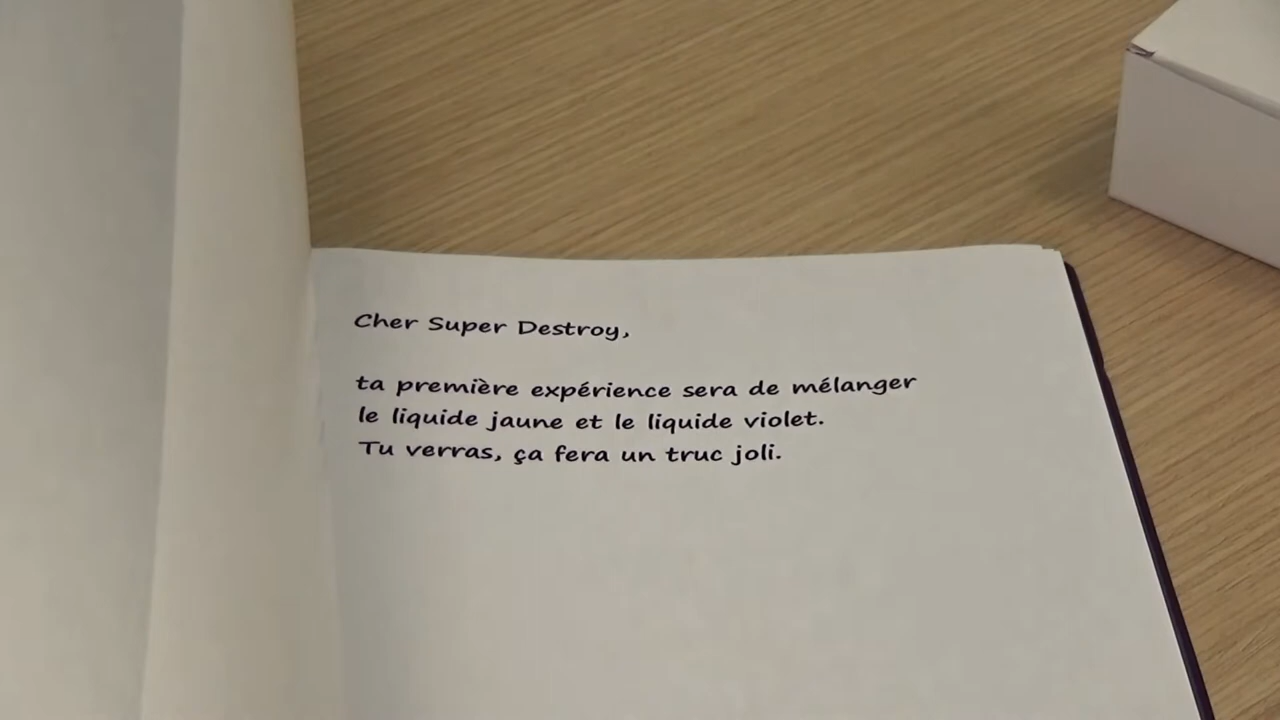 Cher Super Destroy,
ta première expérience sera de mélanger
le liquide jaune et le liquide violet.
Tu verras, ça fera un truc joli.